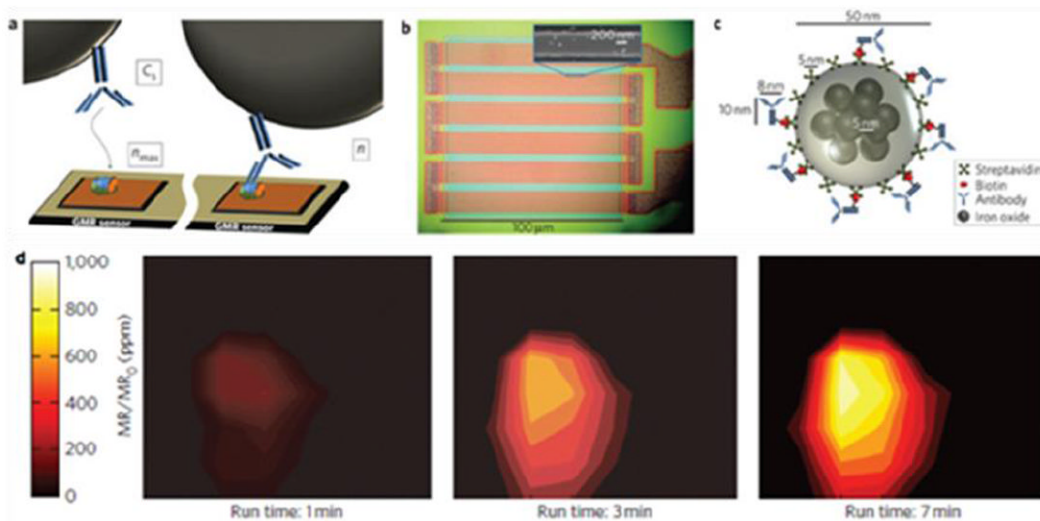 a
Cs
nmax
n
GMR sensor
GMR sensor
b
200 nm
100 µm
c
50 nm
5 nm
8 nm
10 nm
5 nm
Streptavidin
Biotin
Antibody
Iron oxide
d
1,000
800
600
400
200
0
MR/MR0 (ppm)
Run time: 1 min
Run time: 3 min
Run time: 7 min